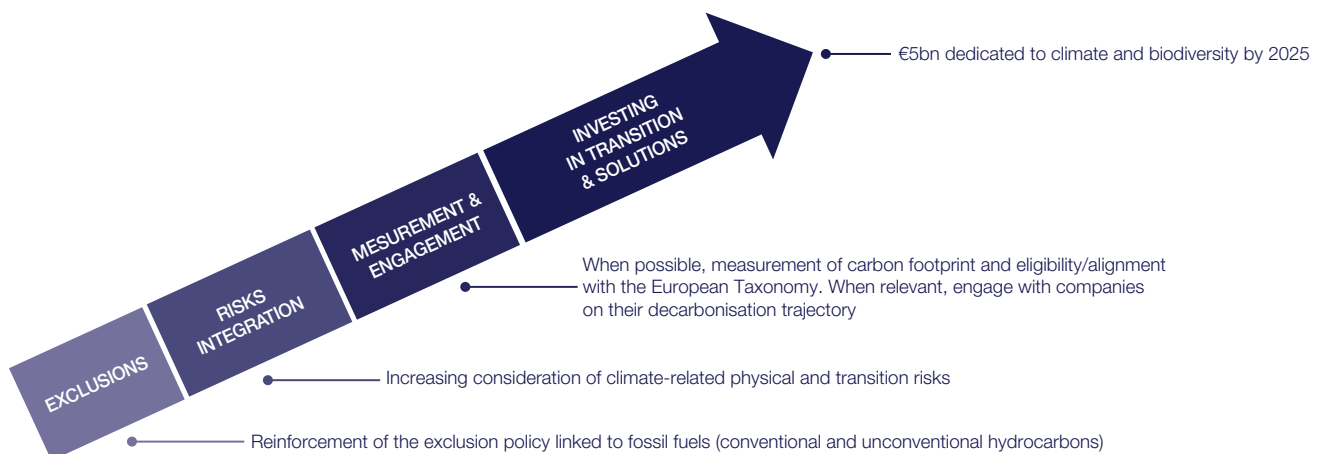 €5bn dedicated to climate and biodiversity by 2025
INVESTING
IN TRANSITION
& SOLUTIONS
MESUREMENT &
ENGAGEMENT
When possible, measurement of carbon footprint and eligibility/alignment
with the European Taxonomy. When relevant, engage with companies
on their decarbonisation trajectory
RISKS
INTEGRATION
Increasing consideration of climate-related physical and transition risks
EXCLUSIONS
Reinforcement of the exclusion policy linked to fossil fuels (conventional and unconventional hydrocarbons)